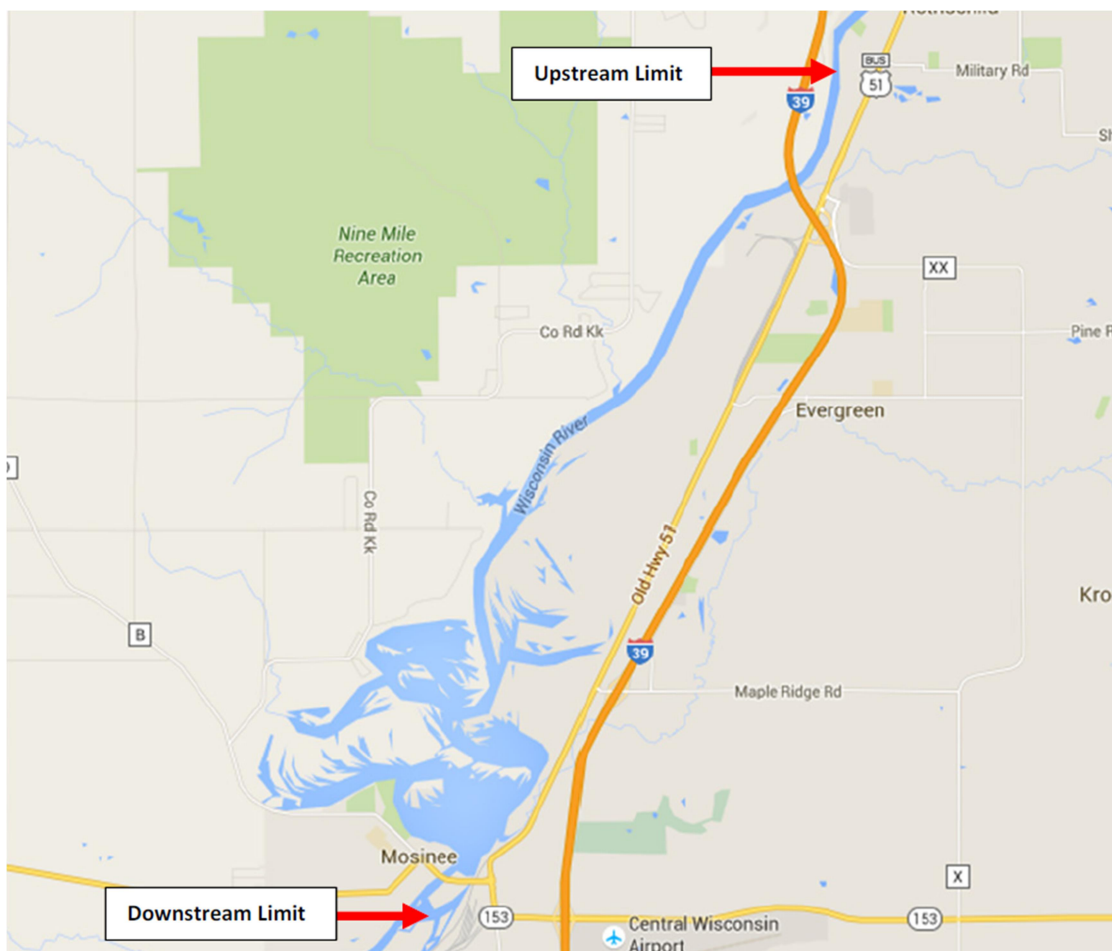 Rothschild
Upstream Limit
BUS
51
Military Rd
39
Nine Mile
Recreation
Area
XX
Co Rd Kk
Pine R
Evergreen
Wisconsin River
Co Rd Kk
Old Hwy 51
Kro
B
39
Maple Ridge Rd
Mosinee
X
Downstream Limit
153
153
Central Wisconsin
Airport